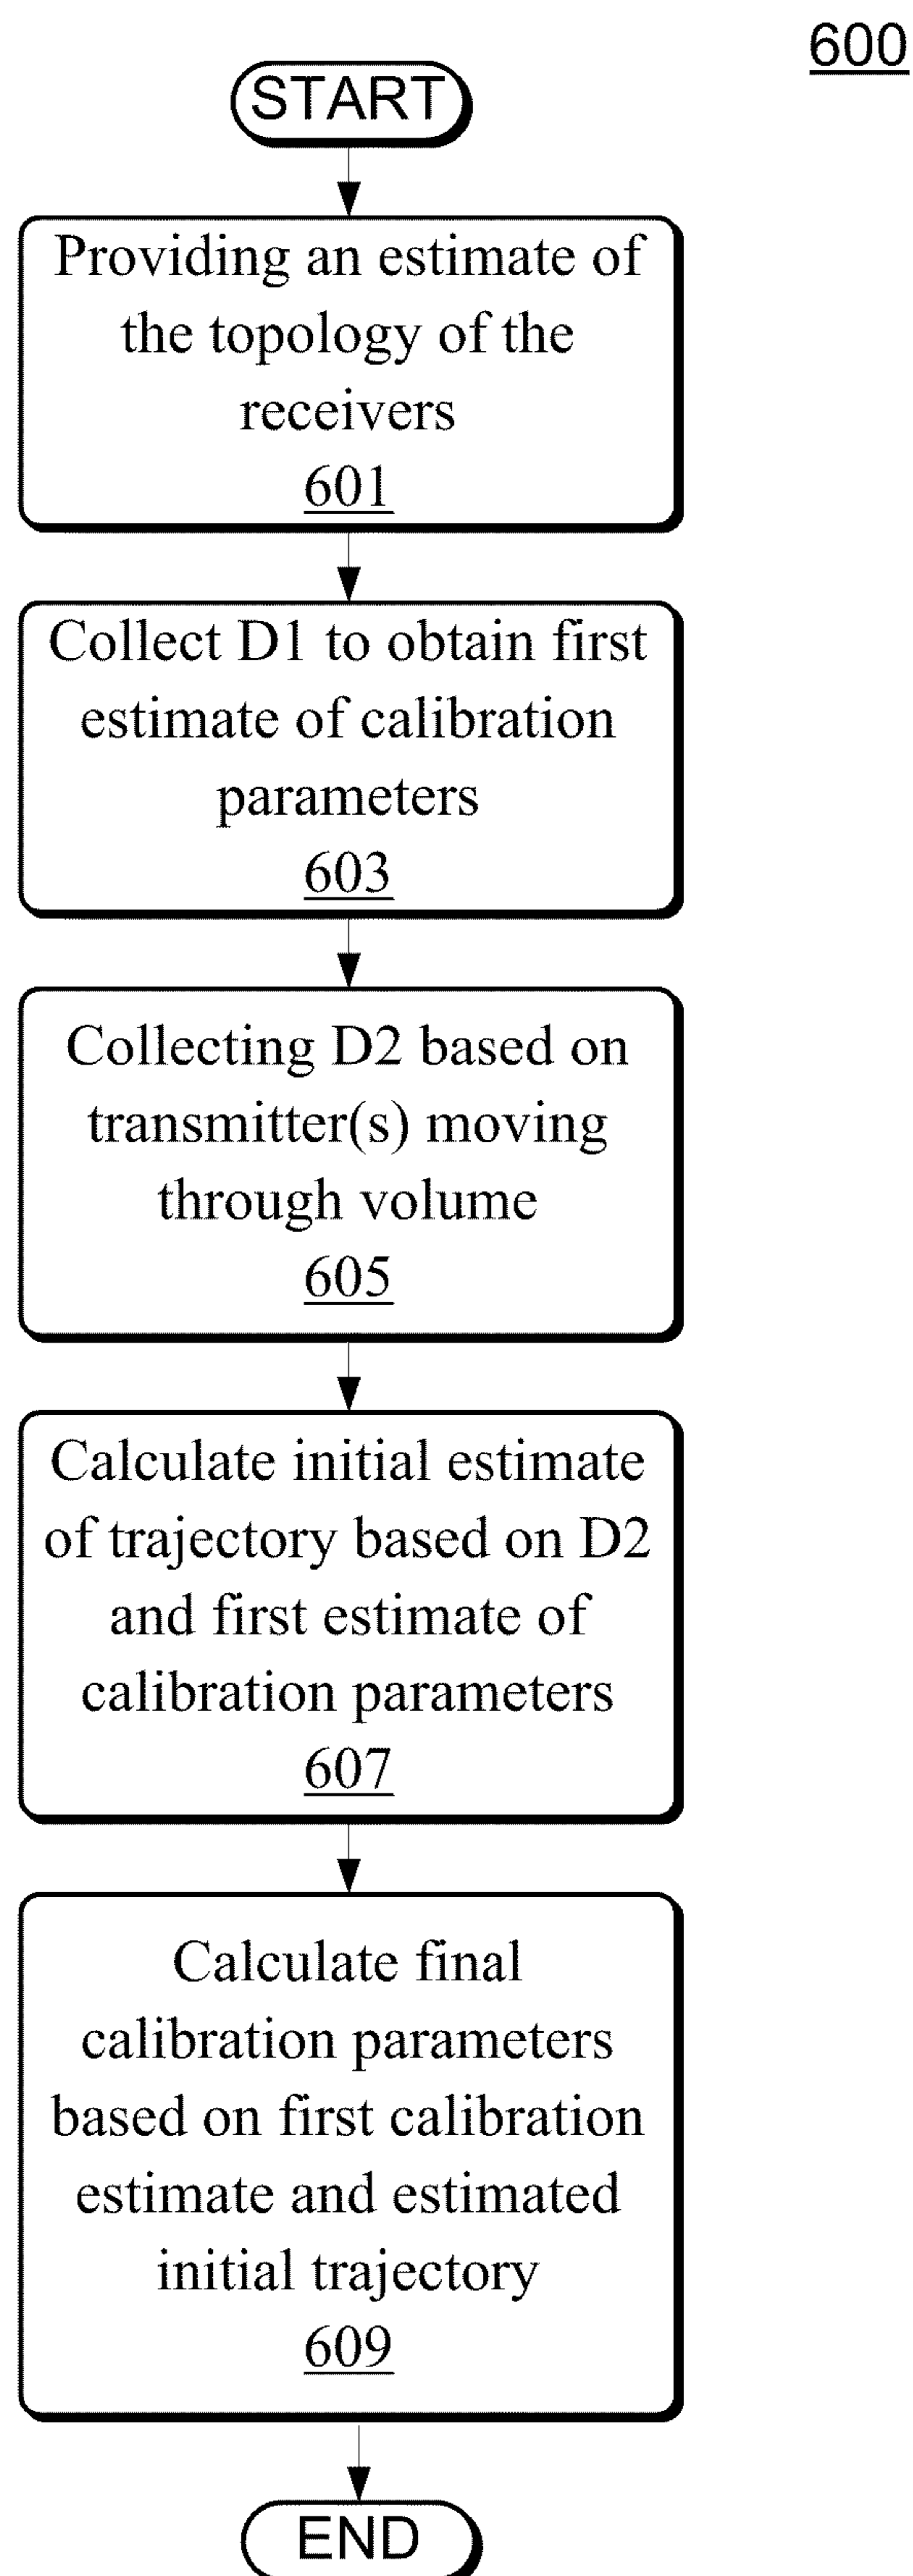 600
START
Providing an estimate of
the topology of the
receivers
601
Collect D1 to obtain first
estimate of calibration
parameters
603
Collecting D2 based on
transmitter(s) moving
through volume
605
Calculate initial estimate
of trajectory based on D2
and first estimate of
calibration parameters
607
Calculate final
calibration parameters
based on first calibration
estimate and estimated
initial trajectory
609
END